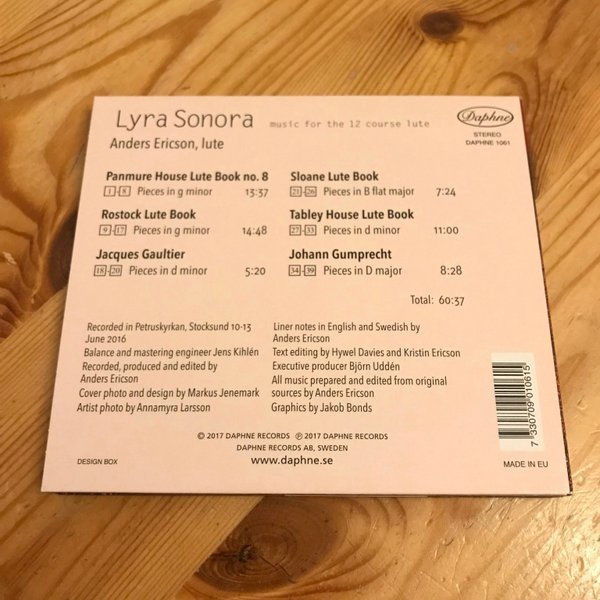 Lyra Sonora music for the 12 course lute
Anders Ericson, lute
Daphne
STEREO
DAPHNE 1061
Panmure House Lute Book no. 8
1-8 Pieces in g minor 13:37
Rostock Lute Book
9-17 Pieces in g minor 14:48
Jacques Gaultier
18-20 Pieces in d minor 5:20
Sloane Lute Book
21-26 Pieces in B flat major 7:24
Tabley House Lute Book
27-33 Pieces in d minor 11:00
Johann Gumprecht
34-39 Pieces in D major 8:28
Total: 60:37
Recorded in Petruskyrkan, Stocksund 10-13
June 2016
Balance and mastering engineer Jens Kihlén
Recorded, produced and edited by
Anders Ericson
Cover photo and design by Markus Jenemark
Artist photo by Annamyra Larsson
Liner notes in English and Swedish by
Anders Ericson
Text editing by Hywel Davies and Kristin Ericson
Executive producer Björn Uddén
All music prepared and edited from original
sources by Anders Ericson
Graphics by Jakob Bonds
© 2017 DAPHNE RECORDS ℗ 2017 DAPHNE RECORDS
DAPHNE RECORDS AB, SWEDEN
www.daphne.se
DESIGN BOX
7 330709 010615
MADE IN EU